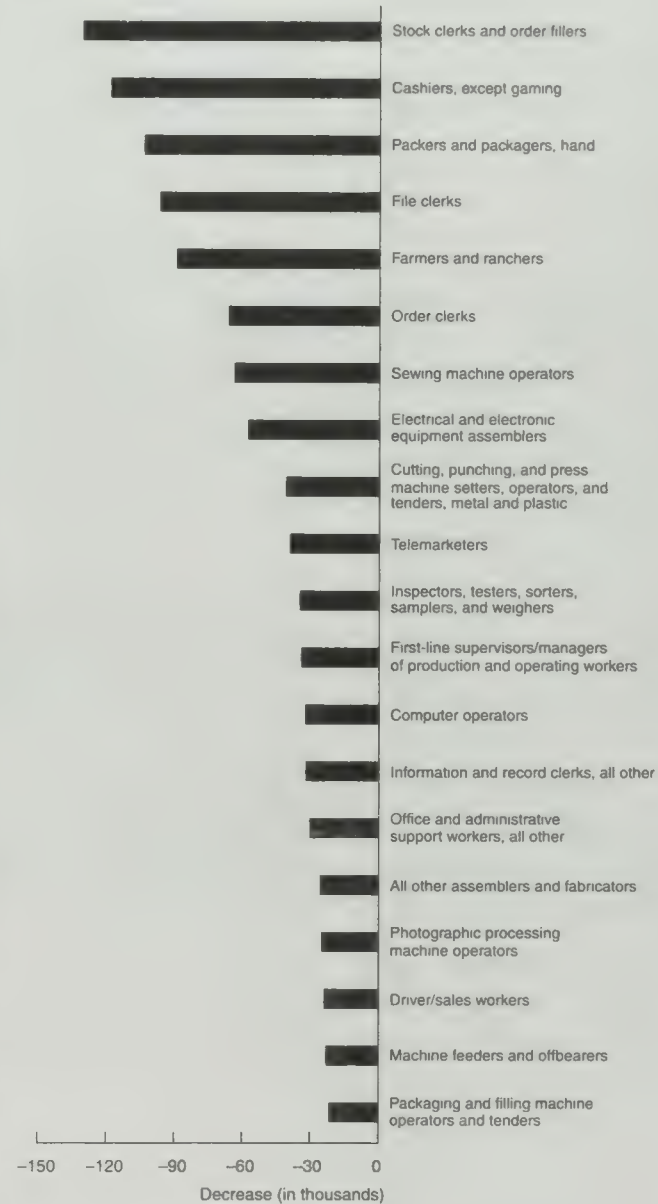 Stock clerks and order fillers
Cashiers, except gaming
Packers and packagers, hand
File clerks
Farmers and ranchers
Order clerks
Sewing machine operators
Electrical and electronic
equipment assemblers
Cutting, punching, and press
machine setters, operators, and
tenders, metal and plastic
Telemarketers
Inspectors, testers, sorters,
samplers, and weighers
First-line supervisors/managers
of production and operating workers
Computer operators
Information and record clerks, all other
Office and administrative
support workers, all other
All other assemblers and fabricators
Photographic processing
machine operators
Driver/sales workers
Machine feeders and offbearers
Packaging and filling machine
operators and tenders
–150 –120 –90 –60 –30 0
Decrease (in thousands)